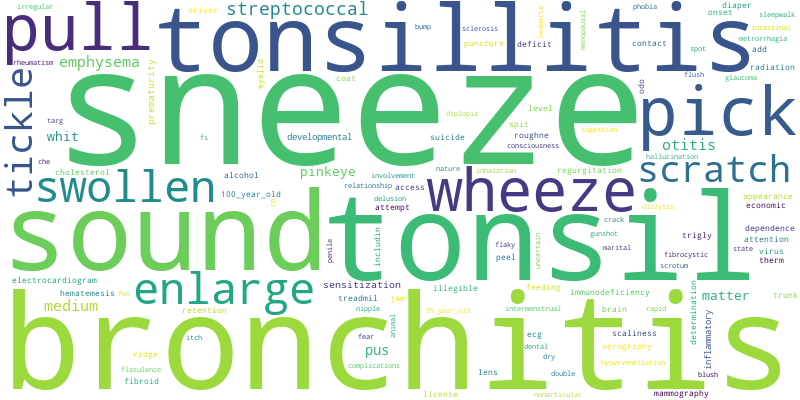 irregular
driver
streptococcal
bump
sclerosis
phobia
diaper
onset
sleepwalk
pull
tonsillitis
puncture
deficit
dementia
menopausal
contact
spot
intestinal
metrorrhagia
add
rheumatism
emphysema
eyelid
radiation
tickle
prematurity
coat
sneeze
odo
flush
glaucoma
pick
targ
whit
fi
developmental
suicide
level
spit
roughne
consciousness
ingestion
otitis
che
cholesterol
pinkeye
involvement
nature
inhalation
regurgitation
hallucination
scratch
swollen
alcohol
100_year_old
relationship
access
wheeze
delusion
attempt
diplopia
8
dialysis
appearance
economic
sound
tonsil
penile
includin
flaky
peel
uncertain
crack
gunshot
marital
trigly
fibrocystic
scrotum
dependence
attention
virus
state
therm
electrocardiogram
hematemesis
foo
enlarge
sensitization
treadmil
jaw
illegible
feeding
immunodeficiency
matter
trunk
medium
retention
nipple
99_year_old
intermenstrual
brain
rapid
determination
bronchitis
itch
fear
animal
ecg
dental
dry
scaliness
xerography
inflammatory
ridge
pus
flatulence
complications
hyperventilation
fibroid
lens
double
blush
license
nonarticular
mammography